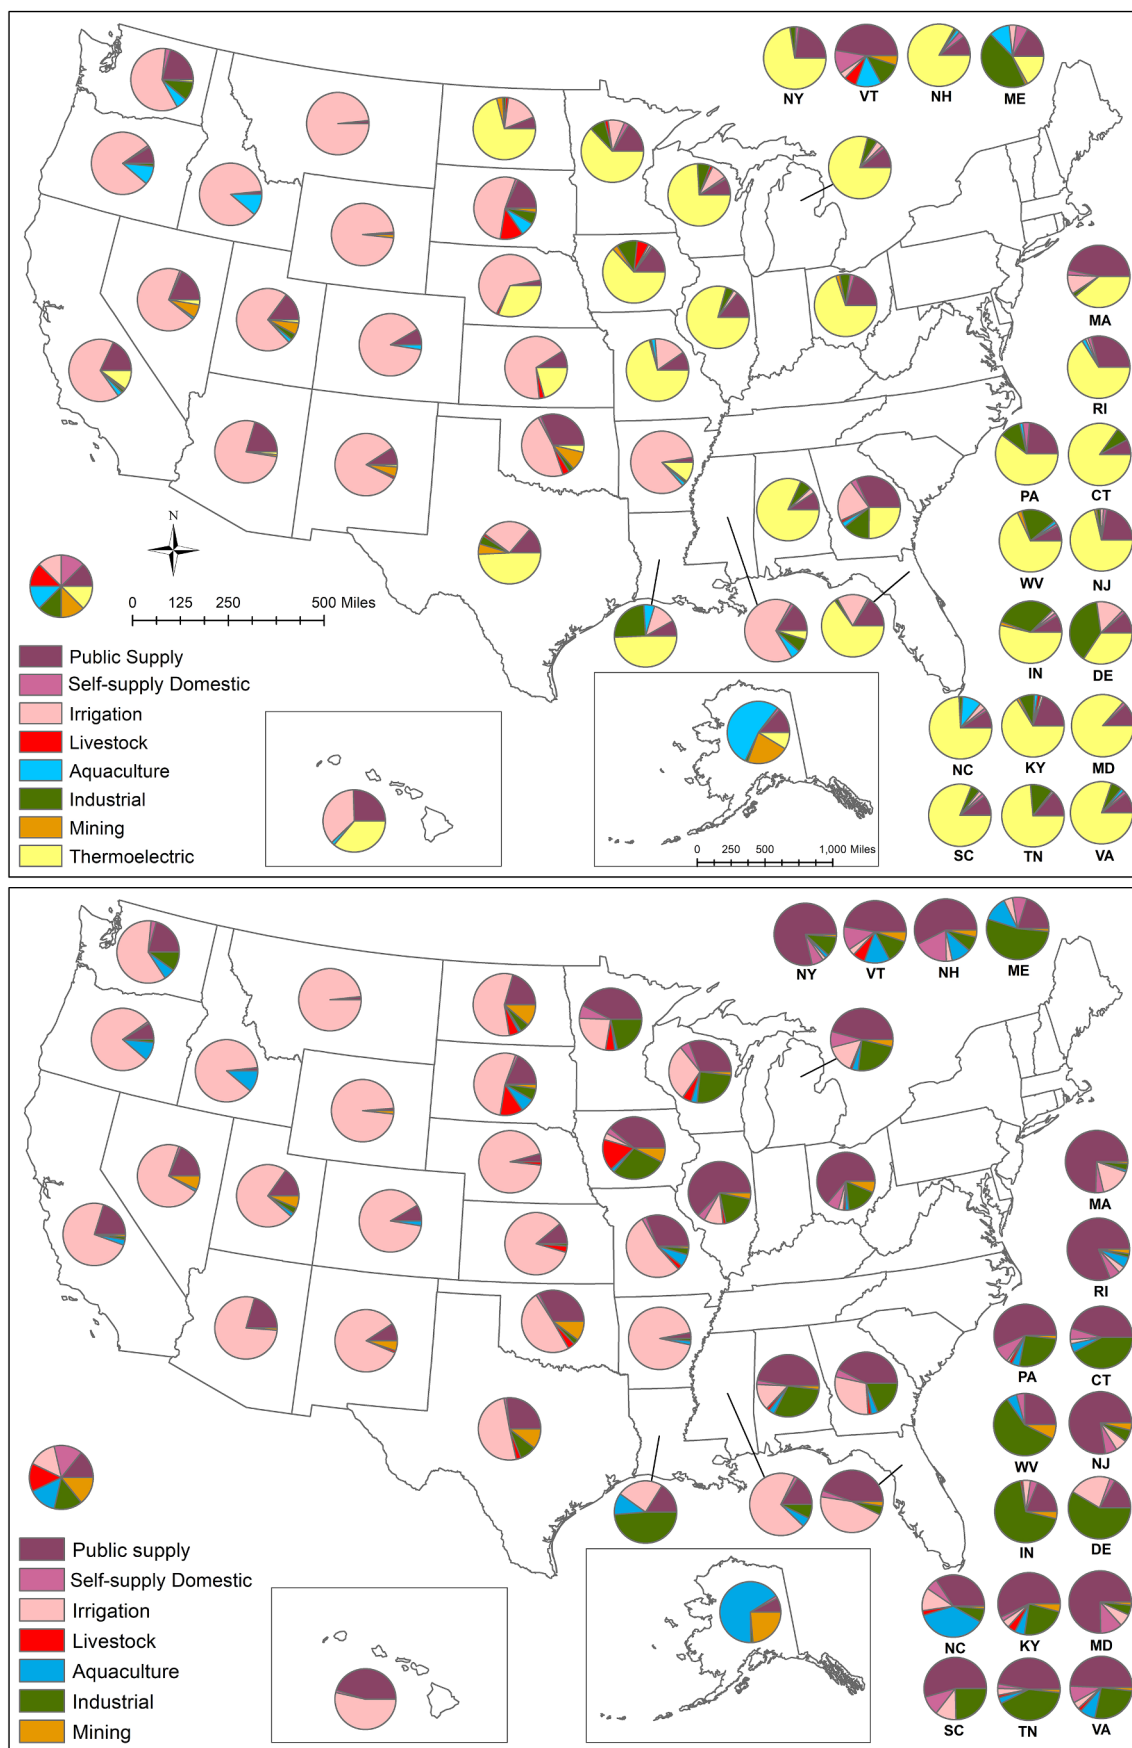 NY VT NH ME
MA
RI
PA CT
N
WV NJ
0 125 250 500 Miles
IN DE
Public Supply
Self-supply Domestic
Irrigation
Livestock
Aquaculture
Industrial
Mining
Thermoelectric
NC KY MD
0 250 500 1,000 Miles
SC TN VA
NY VT NH ME
MA
RI
PA CT
WV NJ
IN DE
Public supply
Self-supply Domestic
Irrigation
Livestock
Aquaculture
Industrial
Mining
NC KY MD
SC TN VA